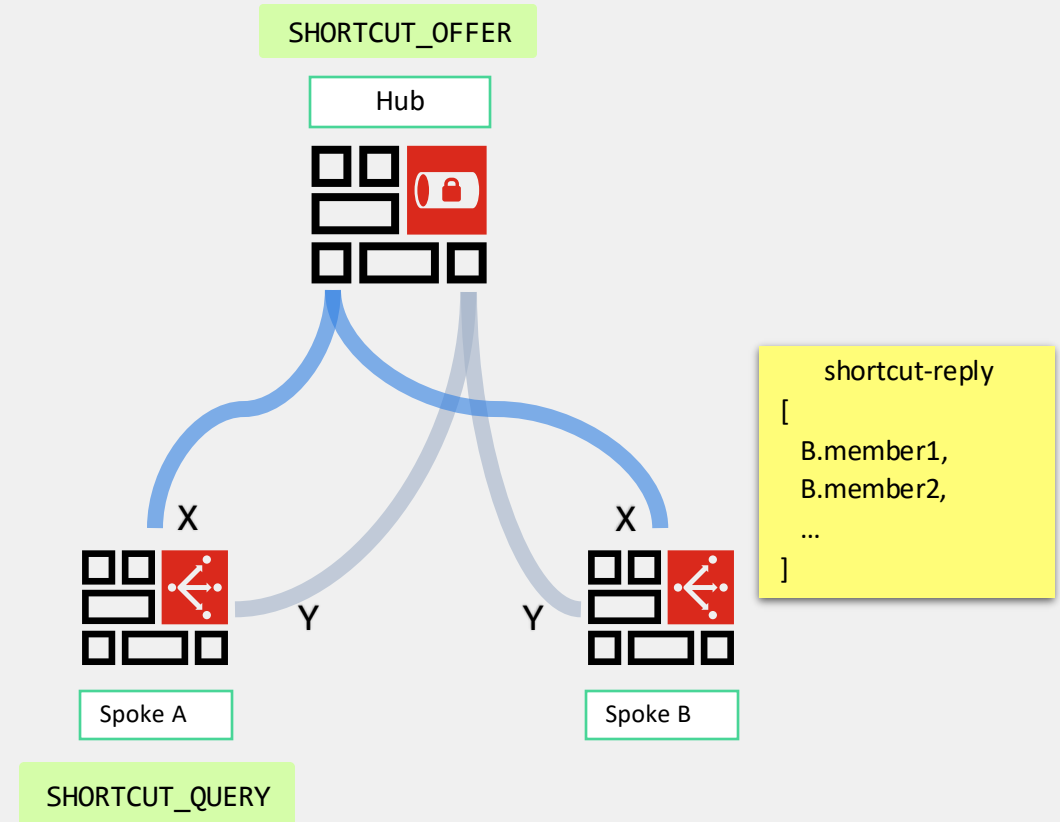 SHORTCUT_OFFER
Hub
shortcut-reply
[
B.member1,
B.member2,
...
]
X
X
Y
Y
Spoke A
Spoke B
SHORTCUT_QUERY